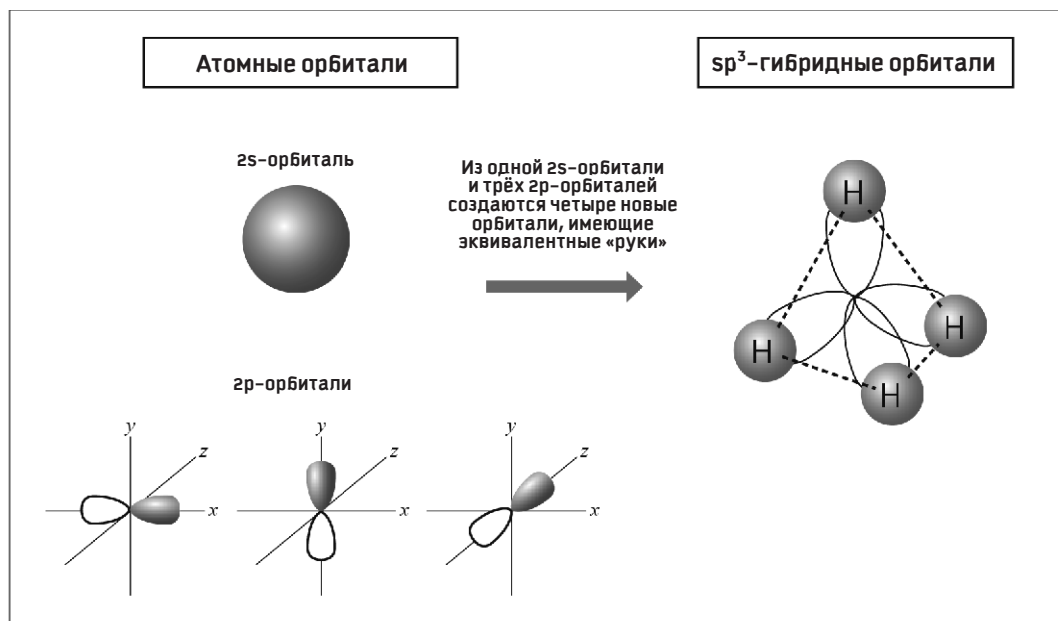 Атомные орбитали
sp³-гибридные орбитали
2s-орбиталь
Из одной 2s-орбитали
и трёх 2p-орбиталей
создаются четыре новые
орбитали, имеющие
эквивалентные «руки»
H
H
H
H
2p-орбитали
y
z
x
y
z
x
y
z
x